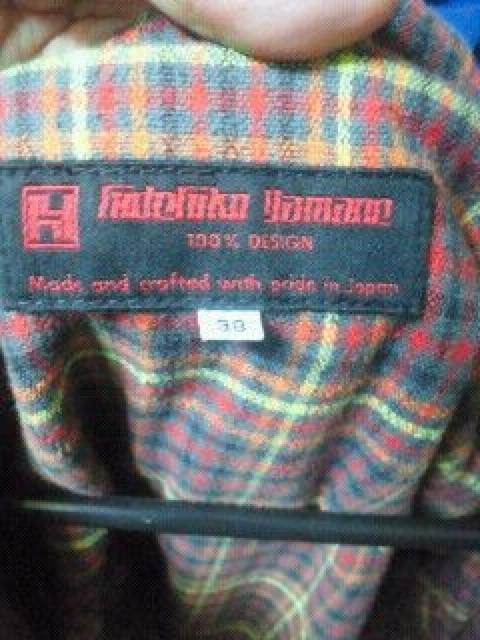 H
Hidehiko Yamane
100% DESIGN
Made and crafted with pride in Japan
38